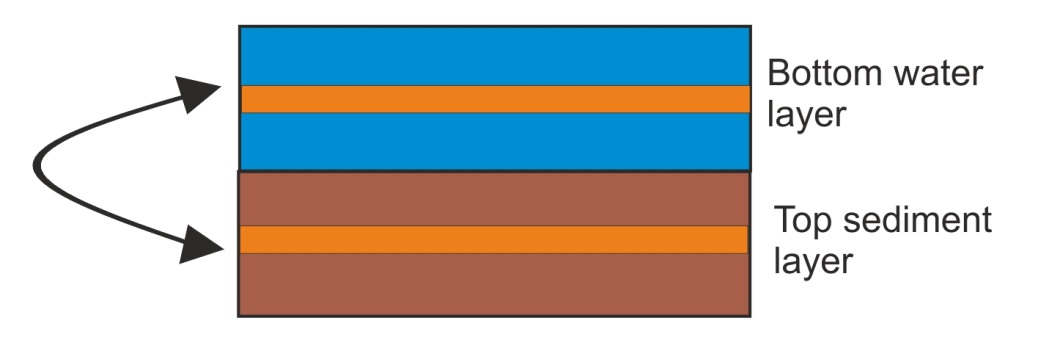 Bottom water
layer
Top sediment
layer